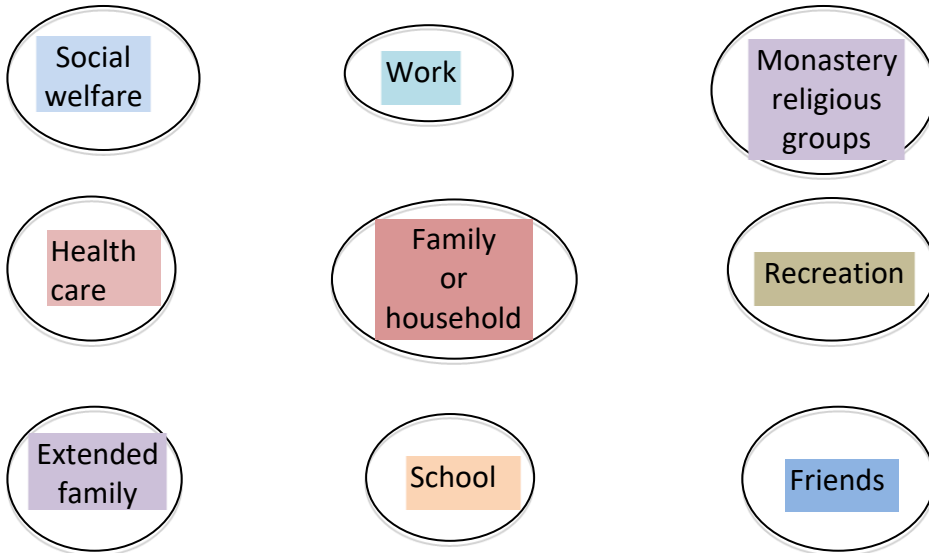 Social
welfare
Work
Monastery
religious
groups
Health
care
Family
or
household
Recreation
Extended
family
School
Friends